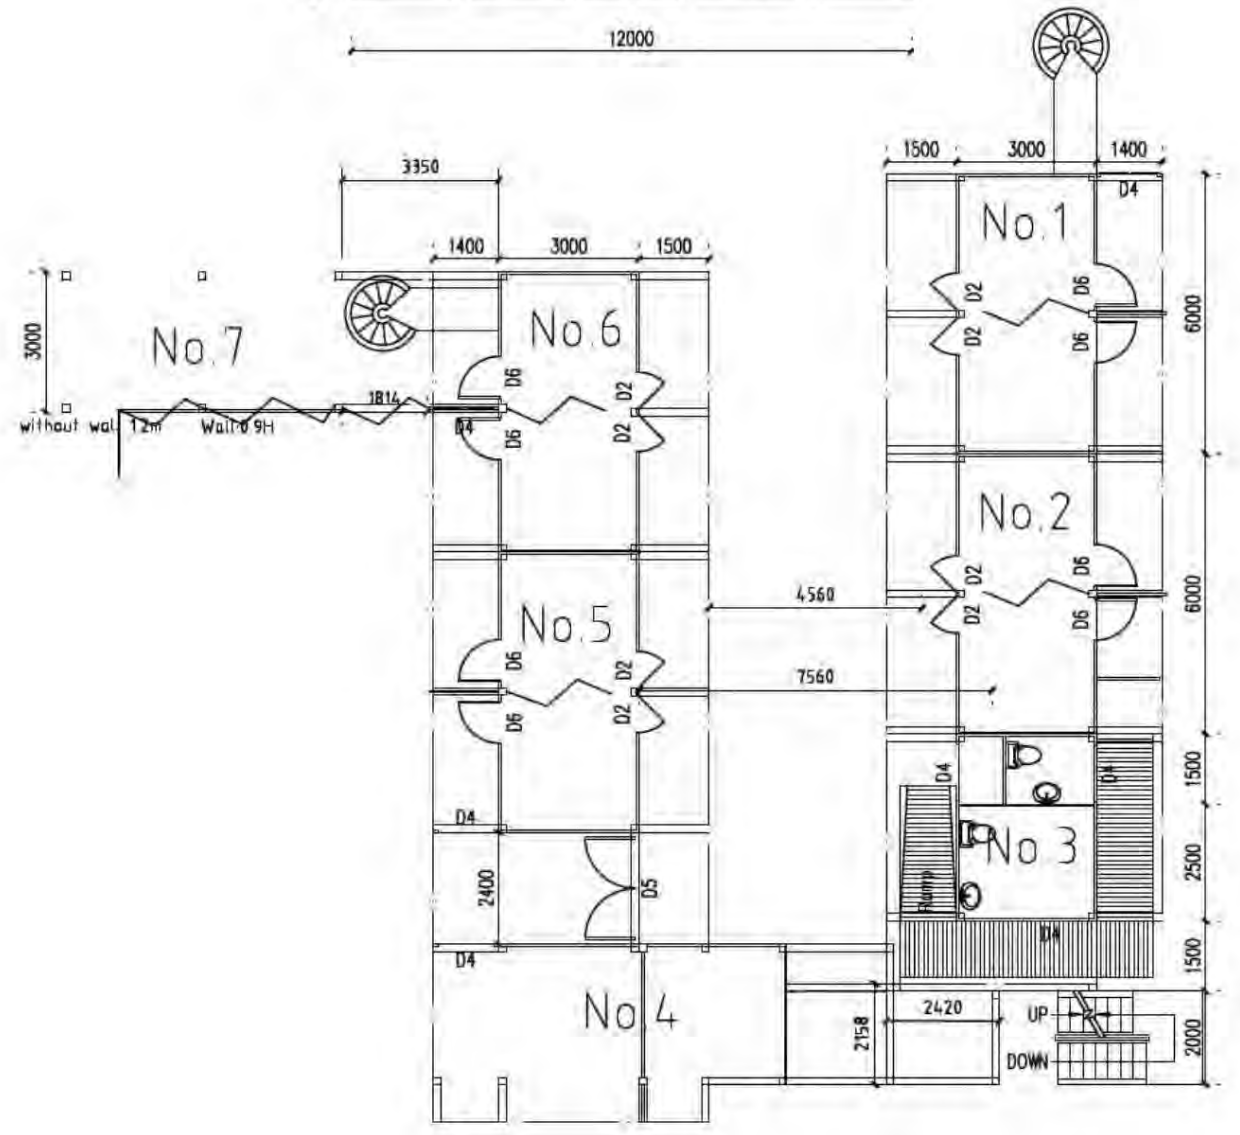 12000
1500 3000 1400
3350
D4
No.1
1400 3000 1500
D2 D6
3000
No.7
No.6
D2 D6
6000
D6 D2
1814
without wal. 1.2m Wall 0.9H
D4
D6 D2
No.2
D2 D6
4560
6000
D2 D6
No.5
D6 D2
7560
D6 D2
D4 D4
1500
D4
No 3
2400
D5
Ramp
2500
D4
D4
1500
No 4
2420
UP
2158
2000
DOWN